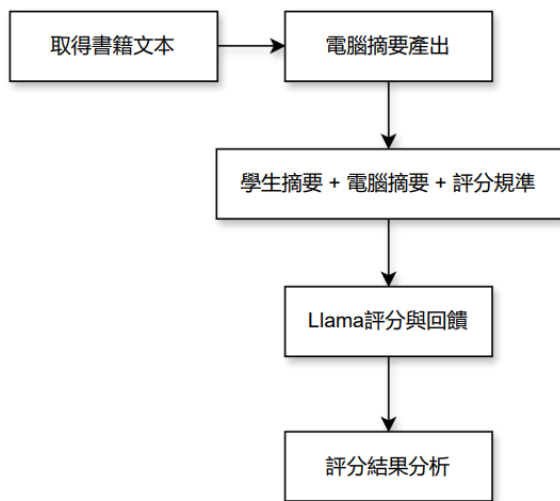 取得書籍文本
電腦摘要產出
學生摘要 + 電腦摘要 + 評分規準
Llama評分與回饋
評分結果分析